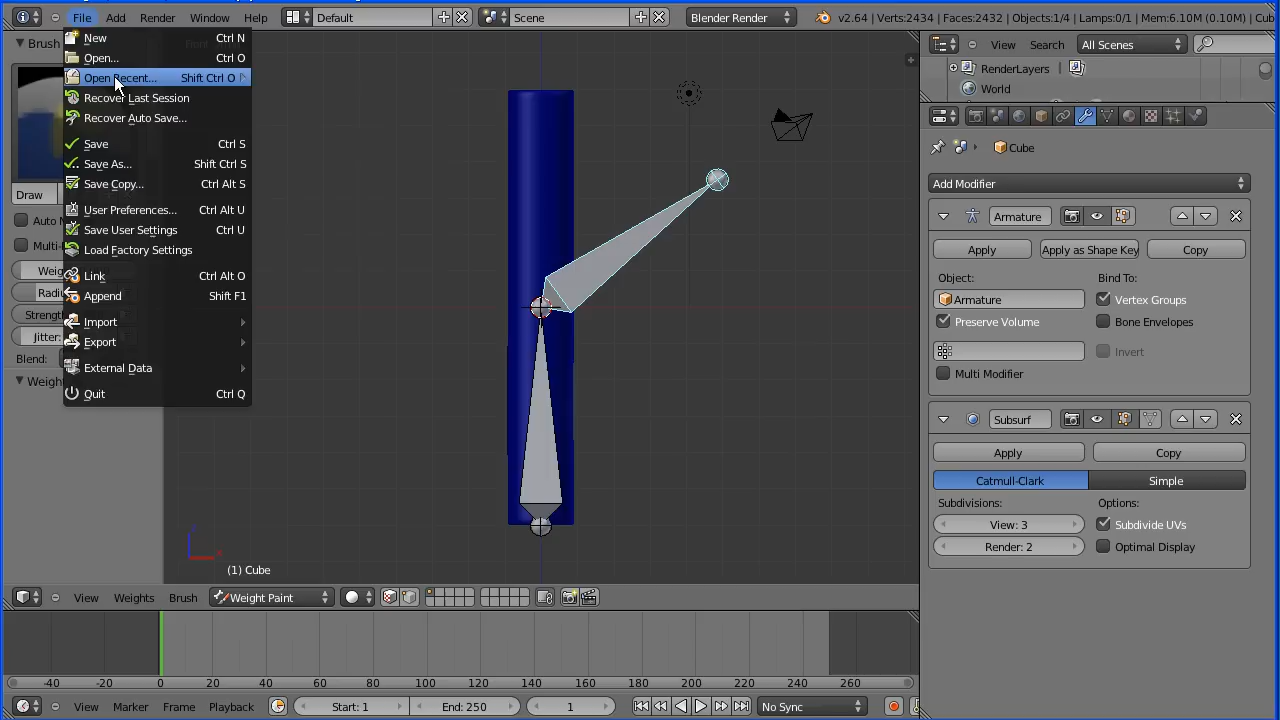 File Add Render Window Help Default Scene Blender Render v2.64 | Verts:2434 | Faces:2432 | Objects:1/4 | Lamps:0/1 | Mem:6.10M (0.10M) | Cub
Brush
New Ctrl N
Open... Ctrl O
Open Recent... Shift Ctrl O
Recover Last Session
Recover Auto Save...
Save Ctrl S
Save As... Shift Ctrl S
Save Copy... Ctrl Alt S
User Preferences... Ctrl Alt U
Save User Settings Ctrl U
Load Factory Settings
Link Ctrl Alt O
Append Shift F1
Import
Export
External Data
Quit Ctrl Q
Draw
Auto N
Multi-
Weig
Radiu
Strength
Jitter:
Blend:
Weigh
(1) Cube
View Search All Scenes
RenderLayers
World
Cube
Add Modifier
Armature
Apply Apply as Shape Key Copy
Object: Bind To:
Armature Vertex Groups
Preserve Volume Bone Envelopes
Invert
Multi Modifier
Subsurf
Apply Copy
Catmull-Clark Simple
Subdivisions: Options:
View: 3 Subdivide UVs
Render: 2 Optimal Display
View Weights Brush Weight Paint
-40 -20 0 20 40 60 80 100 120 140 160 180 200 220 240 260
View Marker Frame Playback Start: 1 End: 250 1 No Sync